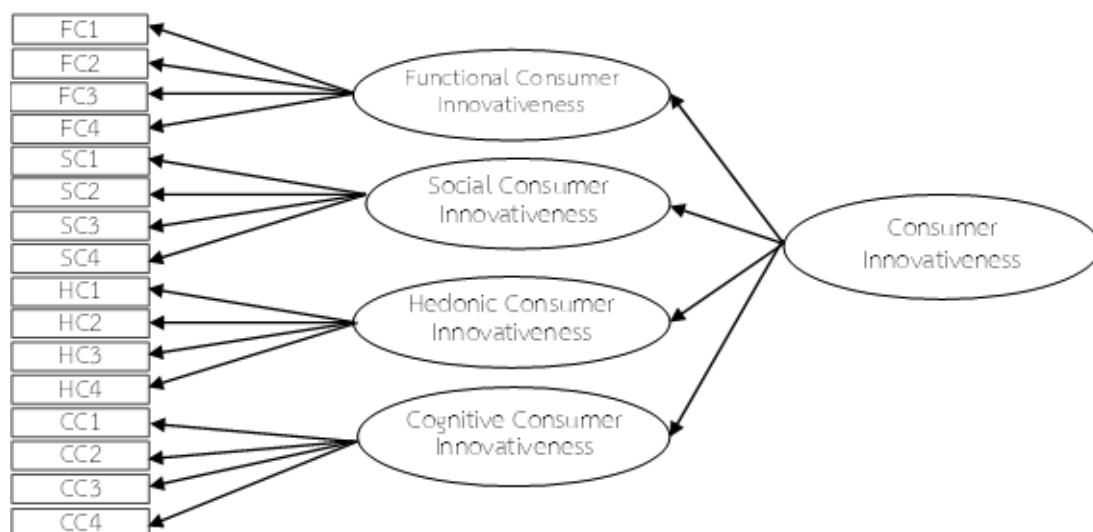 FC1
FC2
FC3
FC4
SC1
SC2
SC3
SC4
HC1
HC2
HC3
HC4
CC1
CC2
CC3
CC4
Functional Consumer
Innovativeness
Social Consumer
Innovativeness
Hedonic Consumer
Innovativeness
Cognitive Consumer
Innovativeness
Consumer
Innovativeness